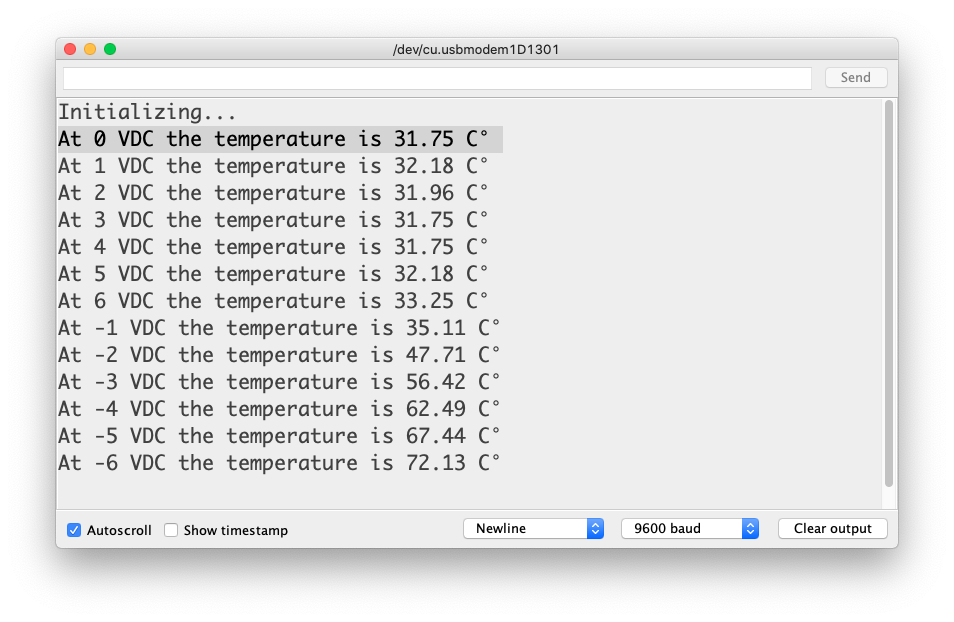 /dev/cu.usbmodem1D1301
Send
Initializing...
At 0 VDC the temperature is 31.75 C°
At 1 VDC the temperature is 32.18 C°
At 2 VDC the temperature is 31.96 C°
At 3 VDC the temperature is 31.75 C°
At 4 VDC the temperature is 31.75 C°
At 5 VDC the temperature is 32.18 C°
At 6 VDC the temperature is 33.25 C°
At -1 VDC the temperature is 35.11 C°
At -2 VDC the temperature is 47.71 C°
At -3 VDC the temperature is 56.42 C°
At -4 VDC the temperature is 62.49 C°
At -5 VDC the temperature is 67.44 C°
At -6 VDC the temperature is 72.13 C°
Autoscroll Show timestamp Newline 9600 baud Clear output